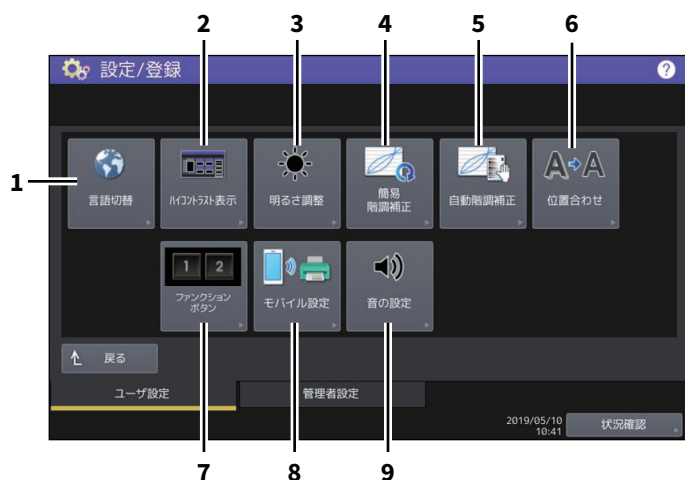 2 3 4 5 6
設定/登録 ?
1
言語切替
ハイコントラスト表示
明るさ調整
簡易
階調補正
自動階調補正
A A
位置合わせ
1 2
ファンクション
ボタン
モバイル設定
音の設定
戻る
ユーザ設定
管理者設定
2019/05/10
10:41
状況確認
7 8 9